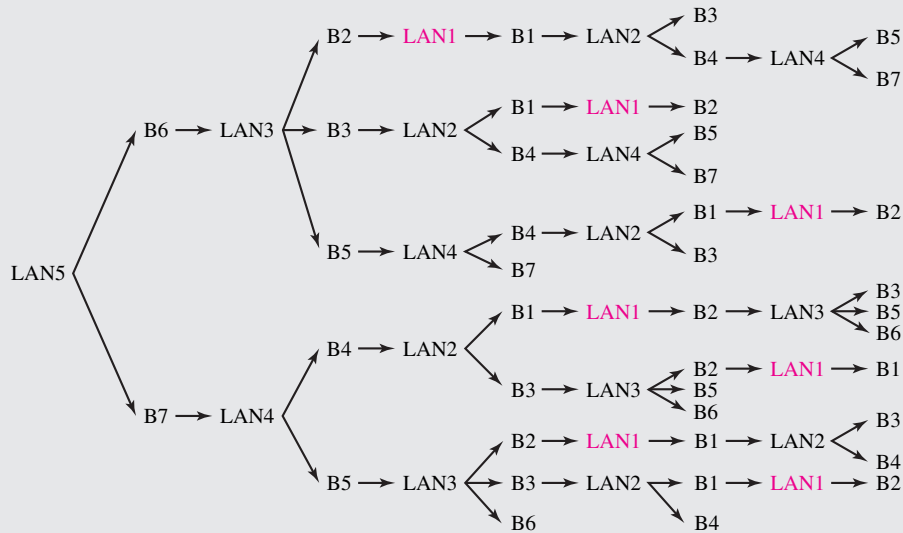 B3
B2 LAN1 B1 LAN2
B5
B4 LAN4
B7
B1 LAN1 B2
B6 LAN3 B3 LAN2
B5
B4 LAN4
B7
B1 LAN1 B2
B4 LAN2
B5 LAN4
B3
B7
LAN5
B3
B1 LAN1 B2 LAN3 B5
B6
B4 LAN2
B2 LAN1 B1
B3 LAN3 B5
B6
B7 LAN4
B3
B2 LAN1 B1 LAN2
B4
B5 LAN3 B3 LAN2 B1 LAN1 B2
B6 B4